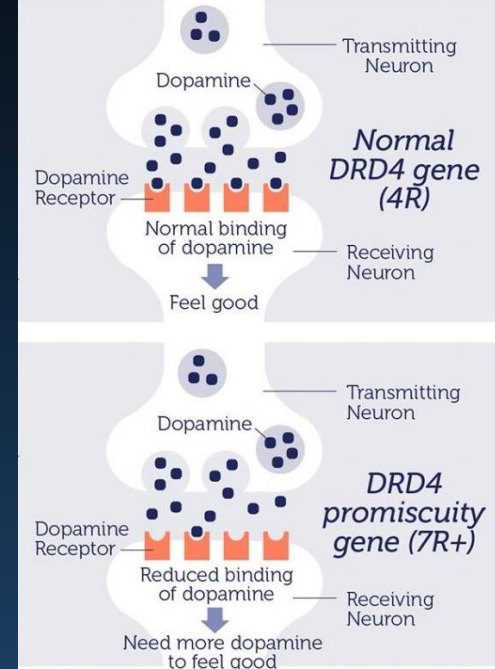 Transmitting
Neuron
Dopamine
Normal
DRD4 gene
(4R)
Dopamine
Receptor
Normal binding
of dopamine
Receiving
Neuron
Feel good
Transmitting
Neuron
Dopamine
DRD4
promiscuity
gene (7R+)
Dopamine
Receptor
Reduced binding
of dopamine
Receiving
Neuron
Need more dopamine
to feel good